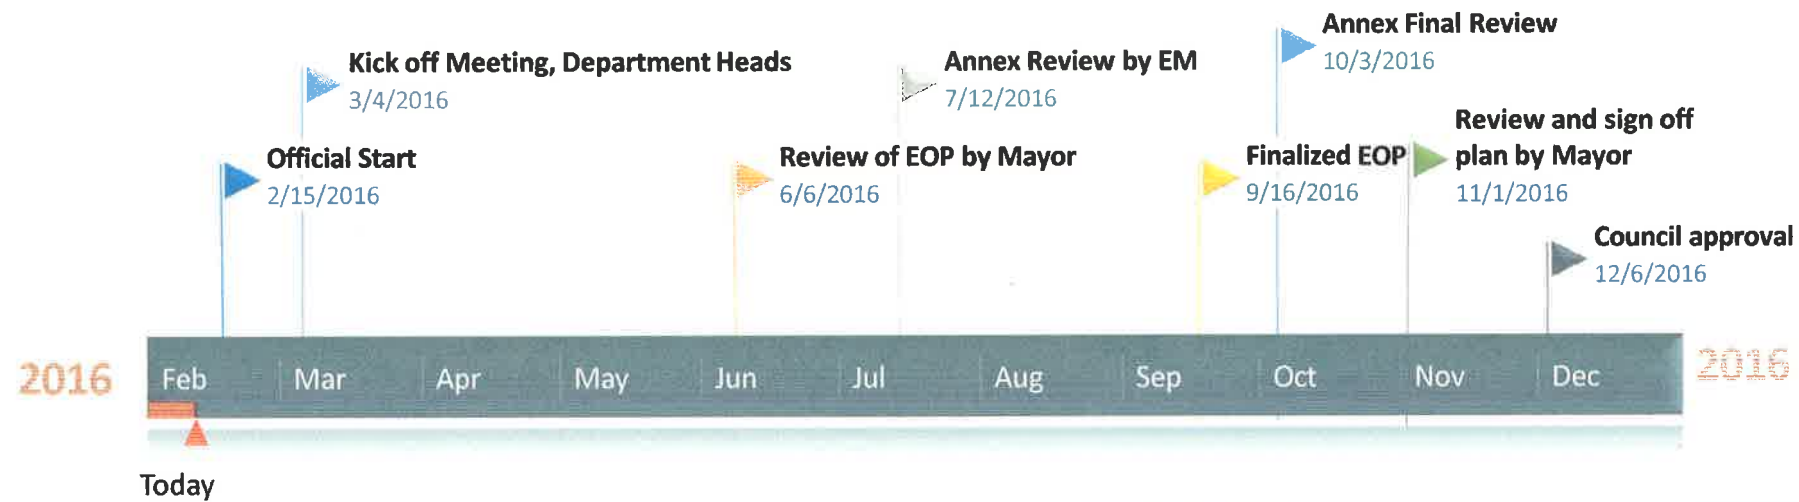 Annex Final Review
10/3/2016
Kick off Meeting, Department Heads
3/4/2016
Annex Review by EM
7/12/2016
Review and sign off
plan by Mayor
11/1/2016
Official Start
2/15/2016
Review of EOP by Mayor
6/6/2016
Finalized EOP
9/16/2016
Council approval
12/6/2016
2016 Feb Mar Apr May Jun Jul Aug Sep Oct Nov Dec 2016
Today